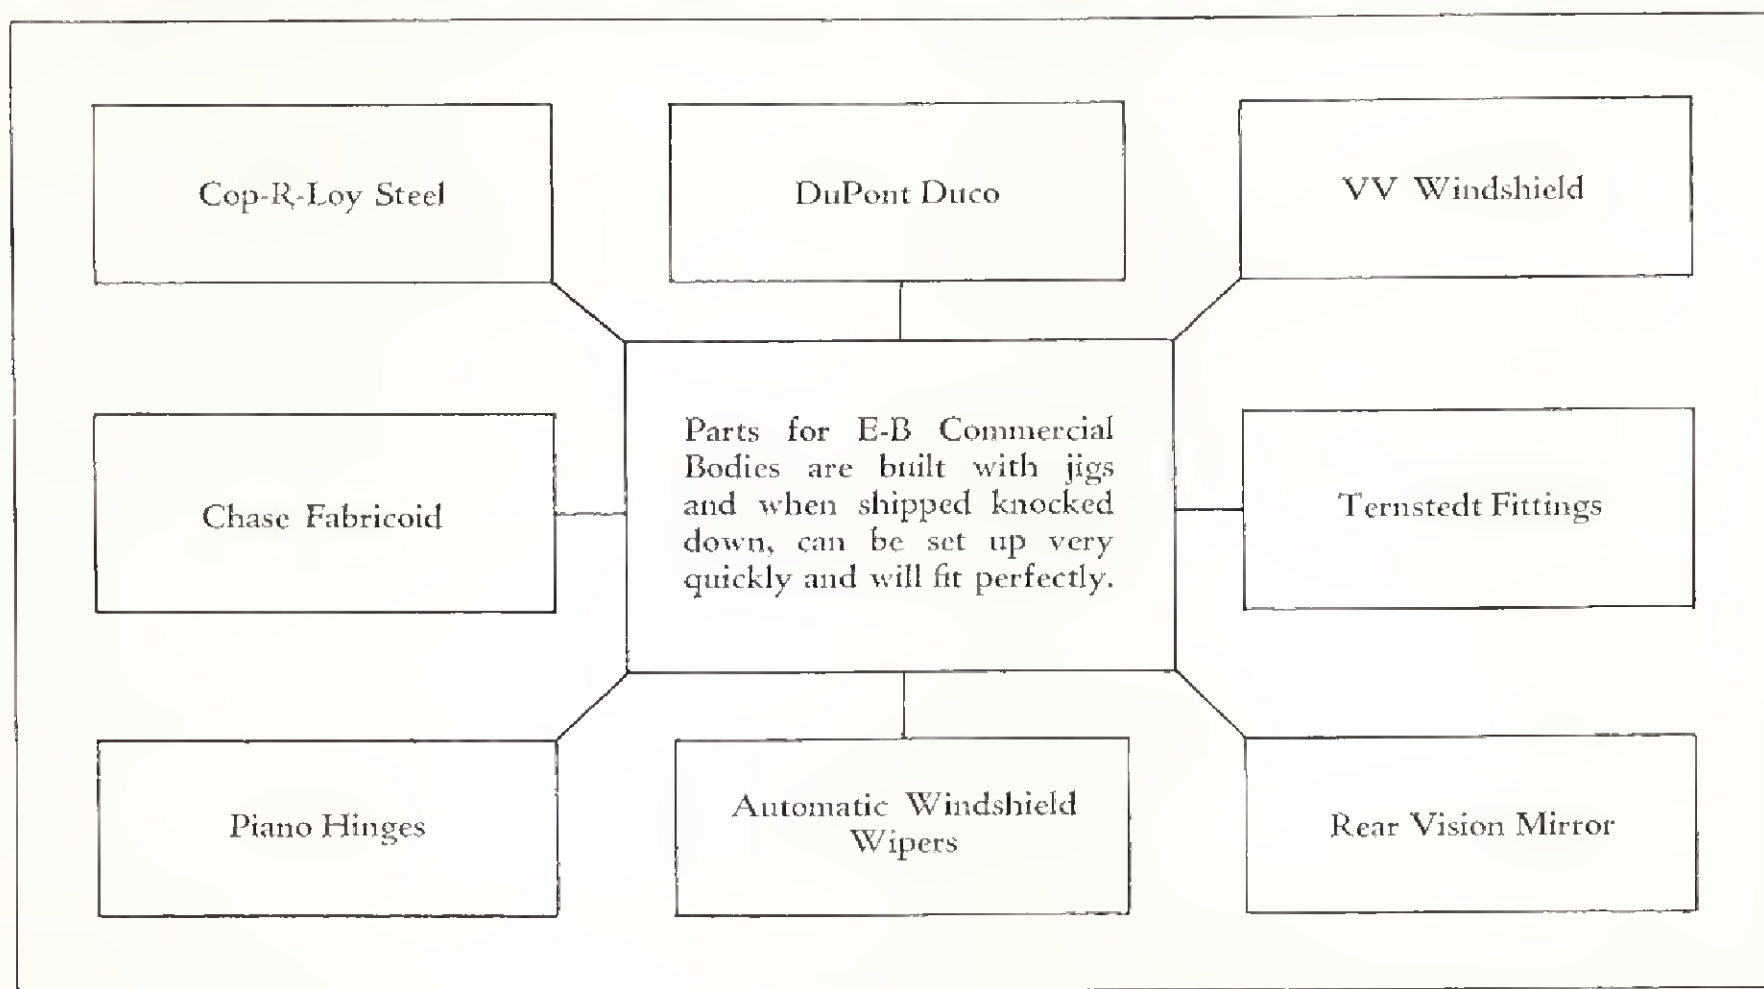 Cop-R-Loy Steel
DuPont Duco
VV Windshield
Chase Fabricoid
Parts for E-B Commercial
Bodies are built with jigs
and when shipped knocked
down, can be set up very
quickly and will fit perfectly.
Ternstedt Fittings
Piano Hinges
Automatic Windshield
Wipers
Rear Vision Mirror